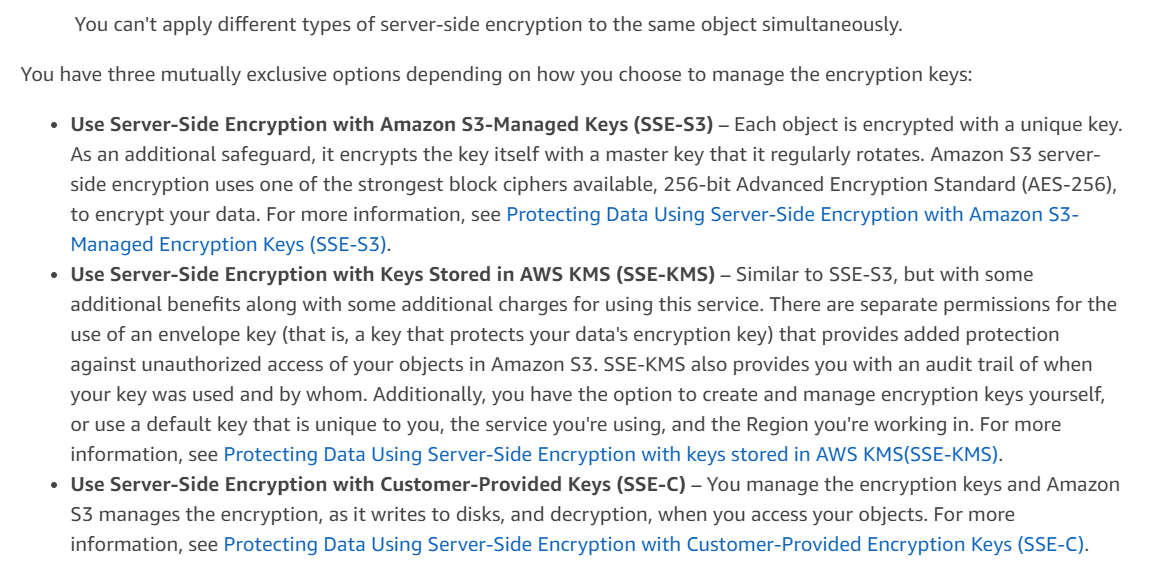 You can't apply different types of server-side encryption to the same object simultaneously.
You have three mutually exclusive options depending on how you choose to manage the encryption keys:
• Use Server-Side Encryption with Amazon S3-Managed Keys (SSE-S3) – Each object is encrypted with a unique key.
As an additional safeguard, it encrypts the key itself with a master key that it regularly rotates. Amazon S3 server-
side encryption uses one of the strongest block ciphers available, 256-bit Advanced Encryption Standard (AES-256),
to encrypt your data. For more information, see Protecting Data Using Server-Side Encryption with Amazon S3-
Managed Encryption Keys (SSE-S3).
• Use Server-Side Encryption with Keys Stored in AWS KMS (SSE-KMS) – Similar to SSE-S3, but with some
additional benefits along with some additional charges for using this service. There are separate permissions for the
use of an envelope key (that is, a key that protects your data's encryption key) that provides added protection
against unauthorized access of your objects in Amazon S3. SSE-KMS also provides you with an audit trail of when
your key was used and by whom. Additionally, you have the option to create and manage encryption keys yourself,
or use a default key that is unique to you, the service you're using, and the Region you're working in. For more
information, see Protecting Data Using Server-Side Encryption with keys stored in AWS KMS(SSE-KMS).
• Use Server-Side Encryption with Customer-Provided Keys (SSE-C) – You manage the encryption keys and Amazon
S3 manages the encryption, as it writes to disks, and decryption, when you access your objects. For more
information, see Protecting Data Using Server-Side Encryption with Customer-Provided Encryption Keys (SSE-C).